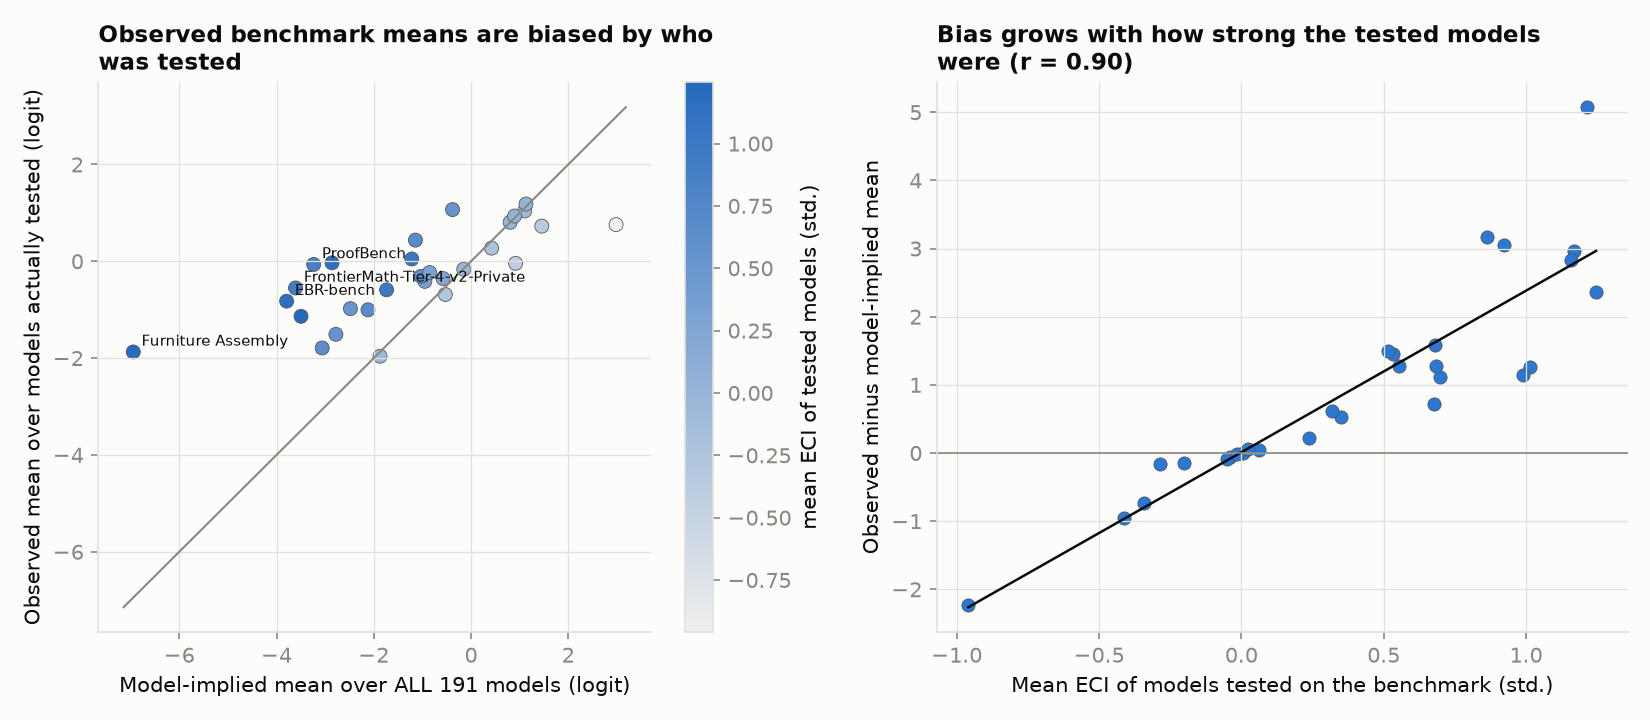 Observed benchmark means are biased by who
was tested
Observed mean over models actually tested (logit)
2
0
−2
−4
−6
ProofBench
FrontierMath-Tier-4-v2-Private
EBR-bench
Furniture Assembly
−6
−4
−2
0
2
Model-implied mean over ALL 191 models (logit)
1.00
0.75
0.50
0.25
0.00
−0.25
−0.50
−0.75
mean ECI of tested models (std.)
Bias grows with how strong the tested models
were (r = 0.90)
Observed minus model-implied mean
5
4
3
2
1
0
−1
−2
−1.0
−0.5
0.0
0.5
1.0
Mean ECI of models tested on the benchmark (std.)